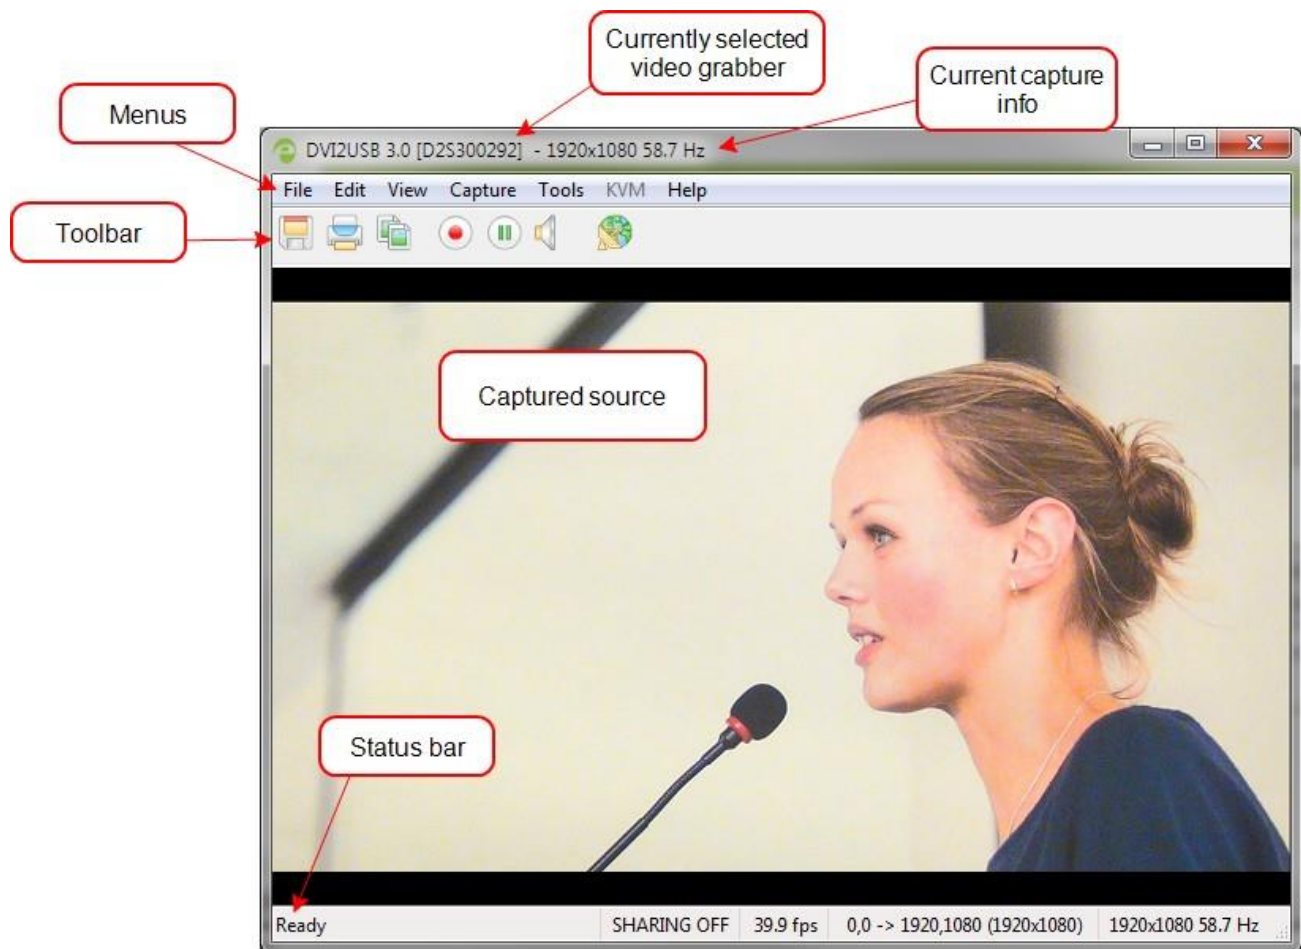 Currently selected
video grabber
Current capture
info
Menus
DVI2USB 3.0 [D2S300292] - 1920x1080 58.7 Hz
File Edit View Capture Tools KVM Help
Toolbar
Captured source
Status bar
Ready SHARING OFF 39.9 fps 0,0 -> 1920,1080 (1920x1080) 1920x1080 58.7 Hz